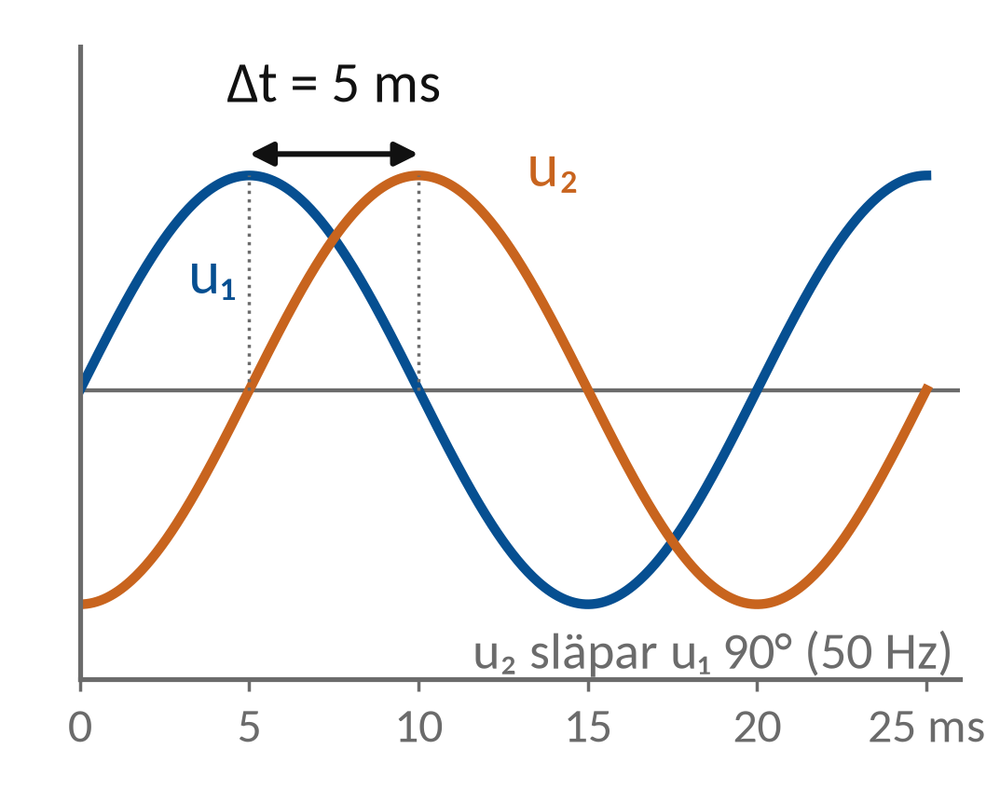 Δt = 5 ms
u₂
u₁
u₂ släpar u₁ 90° (50 Hz)
0 5 10 15 20 25 ms